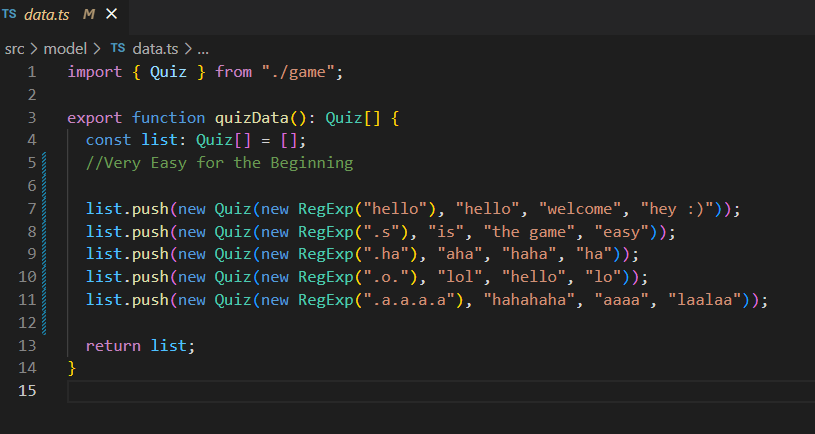 TS data.ts M ×
src > model > TS data.ts > ...
1 import { Quiz } from "./game";
2
3 export function quizData(): Quiz[] {
4   const list: Quiz[] = [];
5   //Very Easy for the Beginning
6
7   list.push(new Quiz(new RegExp("hello"), "hello", "welcome", "hey :)"));
8   list.push(new Quiz(new RegExp(".s"), "is", "the game", "easy"));
9   list.push(new Quiz(new RegExp(".ha"), "aha", "haha", "ha"));
10   list.push(new Quiz(new RegExp(".o."), "lol", "hello", "lo"));
11   list.push(new Quiz(new RegExp(".a.a.a.a"), "hahahaha", "aaaa", "laalaa"));
12
13   return list;
14 }
15